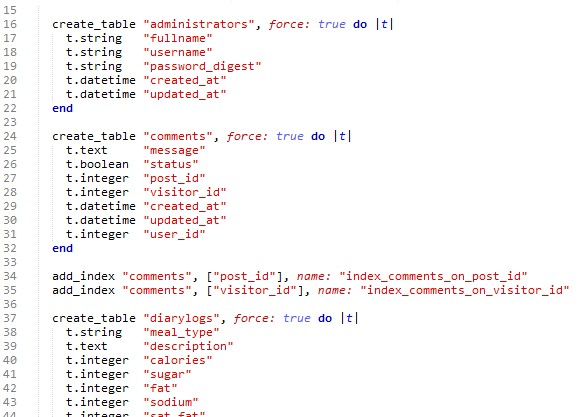 15
16 create_table "administrators", force: true do |t|
17 t.string "fullname"
18 t.string "username"
19 t.string "password_digest"
20 t.datetime "created_at"
21 t.datetime "updated_at"
22 end
23
24 create_table "comments", force: true do |t|
25 t.text "message"
26 t.boolean "status"
27 t.integer "post_id"
28 t.integer "visitor_id"
29 t.datetime "created_at"
30 t.datetime "updated_at"
31 t.integer "user_id"
32 end
33
34 add_index "comments", ["post_id"], name: "index_comments_on_post_id"
35 add_index "comments", ["visitor_id"], name: "index_comments_on_visitor_id"
36
37 create_table "diarylogs", force: true do |t|
38 t.string "meal_type"
39 t.text "description"
40 t.integer "calories"
41 t.integer "sugar"
42 t.integer "fat"
43 t.integer "sodium"
44 t.integer "sat_fat"